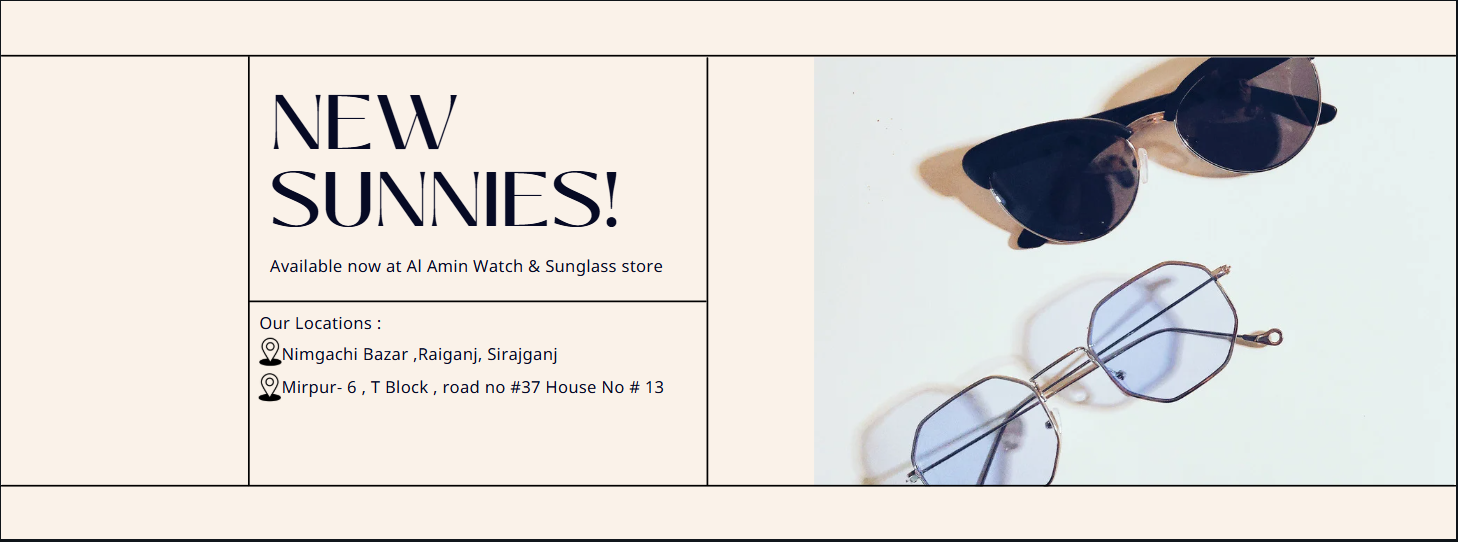 NEW
SUNNIES!
Available now at Al Amin Watch & Sunglass store
Our Locations :
Nimgachi Bazar ,Raiganj, Sirajganj
Mirpur- 6 , T Block , road no #37 House No # 13